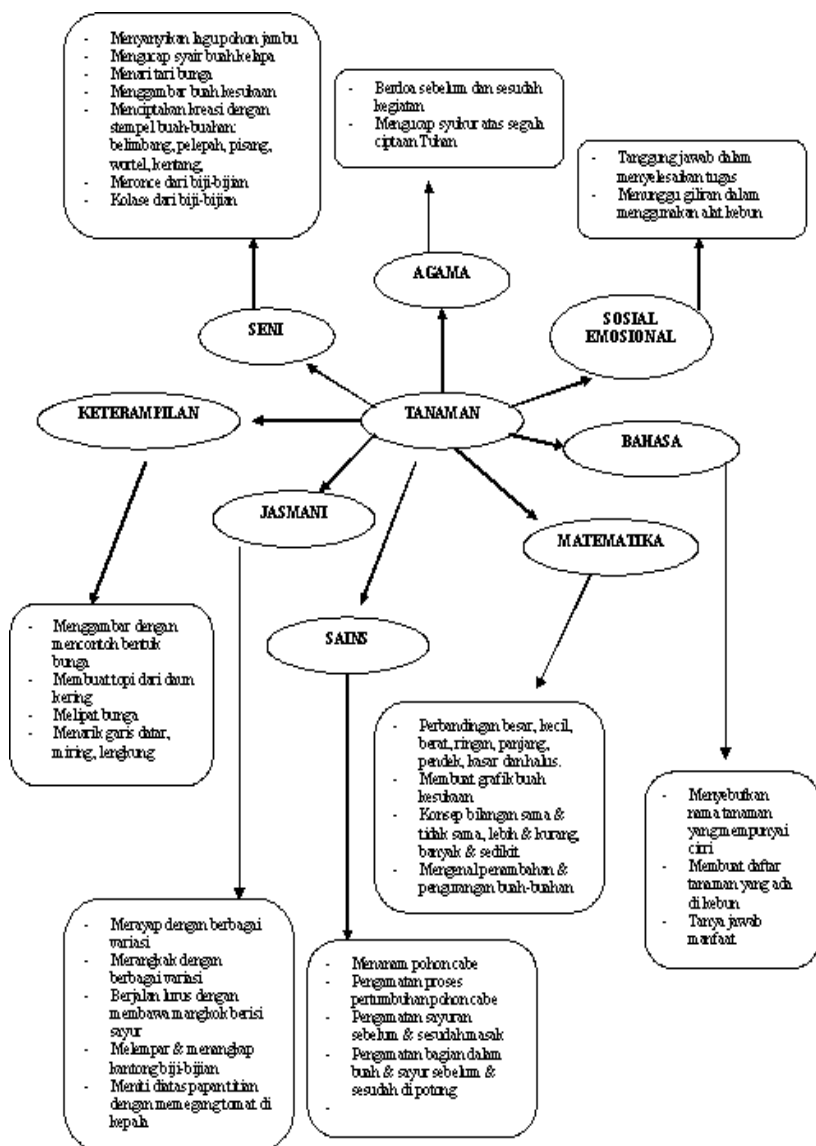 - Menyanyikan lagu pohon jambu
- Mengucap syair buah kelapa
- Menari tari bunga
- Menggambar buah kesukaan
- Menciptakan kreasi dengan
stempel buah-buahan:
belimbang, pelepah, pisang,
wortel, kentang,
- Meronce dari biji-bijian
- Kolase dari biji-bijian
- Berdoa sebelum dan sesudah
kegiatan
- Mengucap syukur atas segala
ciptaan Tuhan
- Tanggung jawab dalam
menyelesaikan tugas
- Menunggu giliran dalam
menggunakan alat kebun
AGAMA
SENI
SOSIAL
EMOSIONAL
KETERAMPILAN
TANAMAN
BAHASA
JASMANI
MATEMATIKA
SAINS
- Menggambar dengan
mencontoh bentuk
bunga
- Membuat topi dari daun
kering
- Melipat bunga
- Menarik garis datar,
miring, lengkung
- Perbandingan besar, kecil,
berat, ringan, panjang,
pendek, kasar dan halus.
- Membuat grafik buah
kesukaan
- Konsep bilangan sama &
tidak sama, lebih & kurang,
banyak & sedikit
- Mengenal penambahan &
pengurangan buah-buahan
- Menyebutkan
nama tanaman
yang mempunyai
cirri
- Membuat daftar
tanaman yang ada
di kebun
- Tanya jawab
manfaat
- Merayap dengan berbagai
variasi
- Merangkak dengan
berbagai variasi
- Berjalan lurus dengan
membawa mangkok berisi
sayur
- Melempar & menangkap
kantong biji-bijian
- Meniti diatas papan titian
dengan memegang tomat di
kepala
- Menanam pohon cabe
- Pengamatan proses
pertumbuhan pohon cabe
- Pengamatan sayuran
sebelum & sesudah masak
- Pengamatan bagian dalam
buah & sayur sebelum &
sesudah di potong
-